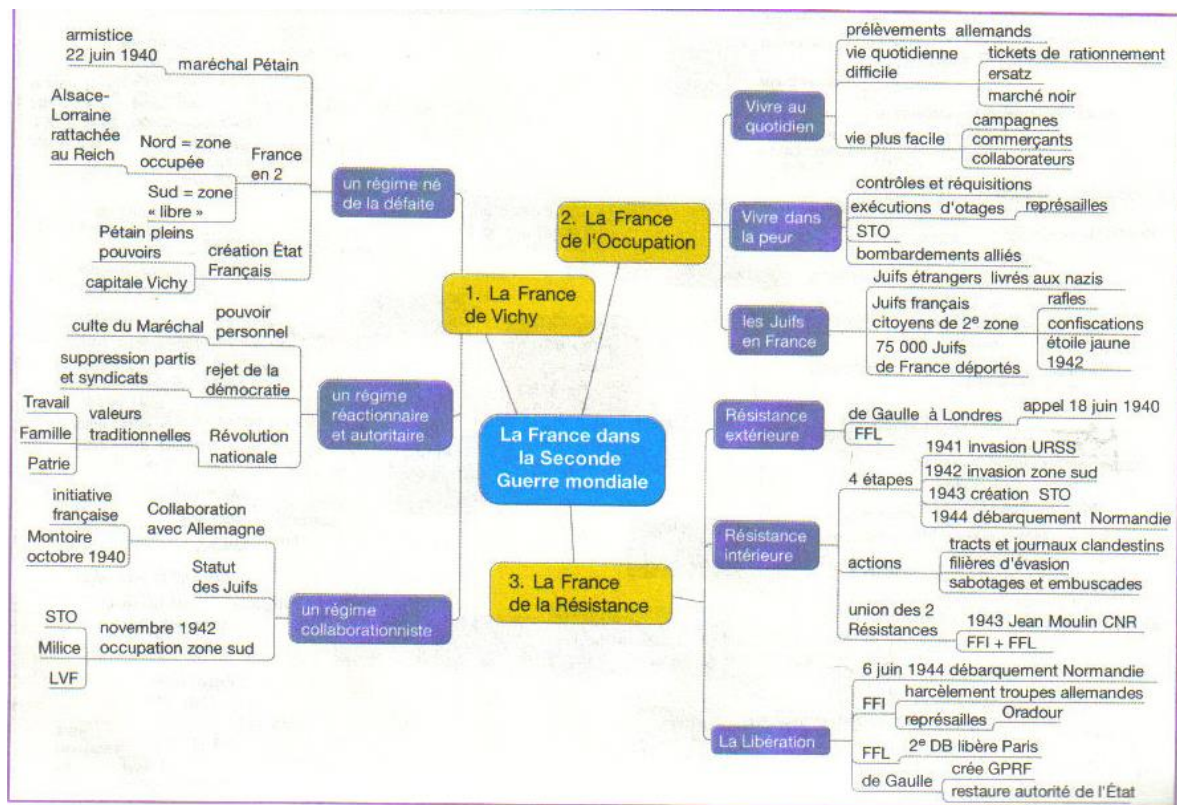 La France dans
la Seconde
Guerre mondiale
1. La France
de Vichy
un régime né
de la défaite
maréchal Pétain
armistice
22 juin 1940
France
en 2
Nord = zone
occupée
Alsace-
Lorraine
rattachée
au Reich
Sud = zone
« libre »
création État
Français
Pétain pleins
pouvoirs
capitale Vichy
un régime
réactionnaire
et autoritaire
pouvoir
personnel
culte du Maréchal
rejet de la
démocratie
suppression partis
et syndicats
Révolution
nationale
valeurs
traditionnelles
Travail
Famille
Patrie
un régime
collaborationniste
Collaboration
avec Allemagne
initiative
française
Montoire
octobre 1940
Statut
des Juifs
novembre 1942
occupation zone sud
STO
Milice
LVF
2. La France
de l'Occupation
Vivre au
quotidien
prélèvements allemands
vie quotidienne
difficile
tickets de rationnement
ersatz
marché noir
vie plus facile
campagnes
commerçants
collaborateurs
Vivre dans
la peur
contrôles et réquisitions
exécutions d'otages
représailles
STO
bombardements alliés
les Juifs
en France
Juifs étrangers livrés aux nazis
Juifs français
citoyens de 2e zone
rafles
confiscations
étoile jaune
1942
75 000 Juifs
de France déportés
3. La France
de la Résistance
Résistance
extérieure
de Gaulle à Londres
appel 18 juin 1940
FFL
Résistance
intérieure
4 étapes
1941 invasion URSS
1942 invasion zone sud
1943 création STO
1944 débarquement Normandie
actions
tracts et journaux clandestins
filières d'évasion
sabotages et embuscades
union des 2
Résistances
1943 Jean Moulin CNR
FFI + FFL
La Libération
6 juin 1944 débarquement Normandie
FFI
harcèlement troupes allemandes
représailles
Oradour
FFL
2e DB libère Paris
de Gaulle
crée GPRF
restaure autorité de l'État